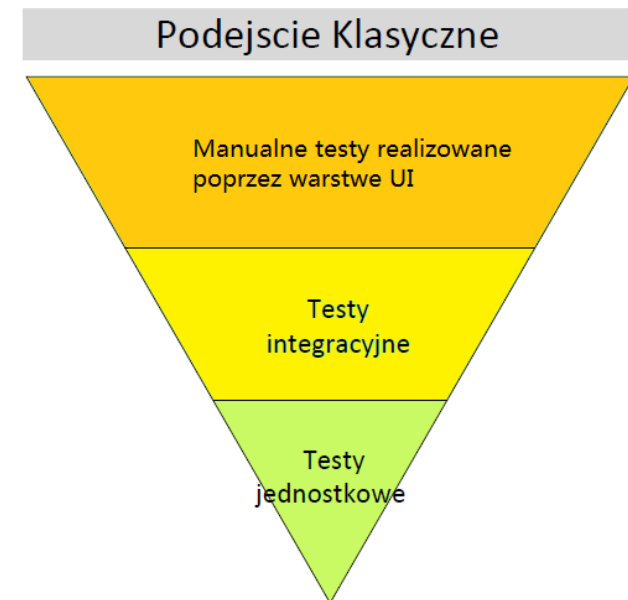 Podejscie Klasyczne
Manualne testy realizowane
poprzez warstwe UI
Testy
integracyjne
Testy
jednostkowe